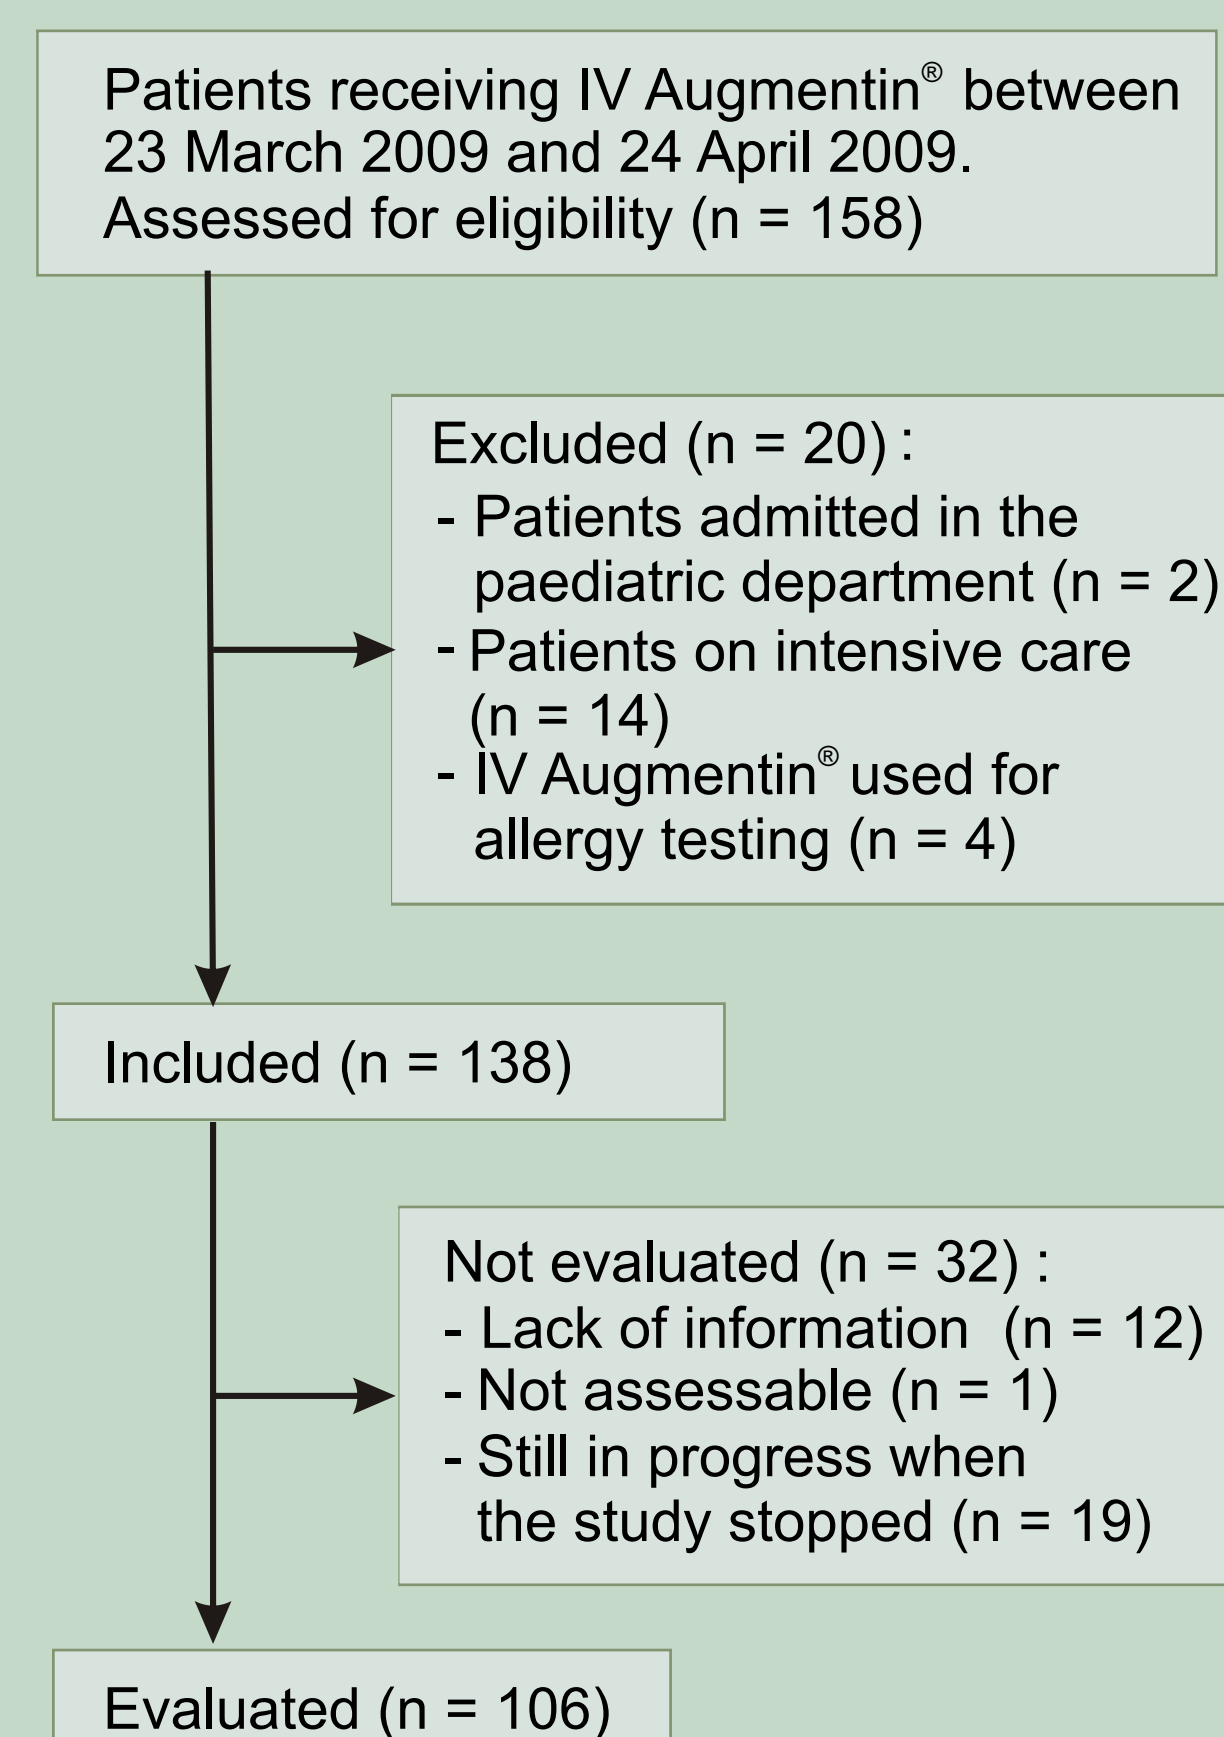 Patients receiving IV Augmentin® between
23 March 2009 and 24 April 2009.
Assessed for eligibility (n = 158)
Excluded (n = 20) :
- Patients admitted in the
paediatric department (n = 2)
- Patients on intensive care
(n = 14)
- IV Augmentin® used for
allergy testing (n = 4)
Included (n = 138)
Not evaluated (n = 32) :
- Lack of information (n = 12)
- Not assessable (n = 1)
- Still in progress when
the study stopped (n = 19)
Evaluated (n = 106)